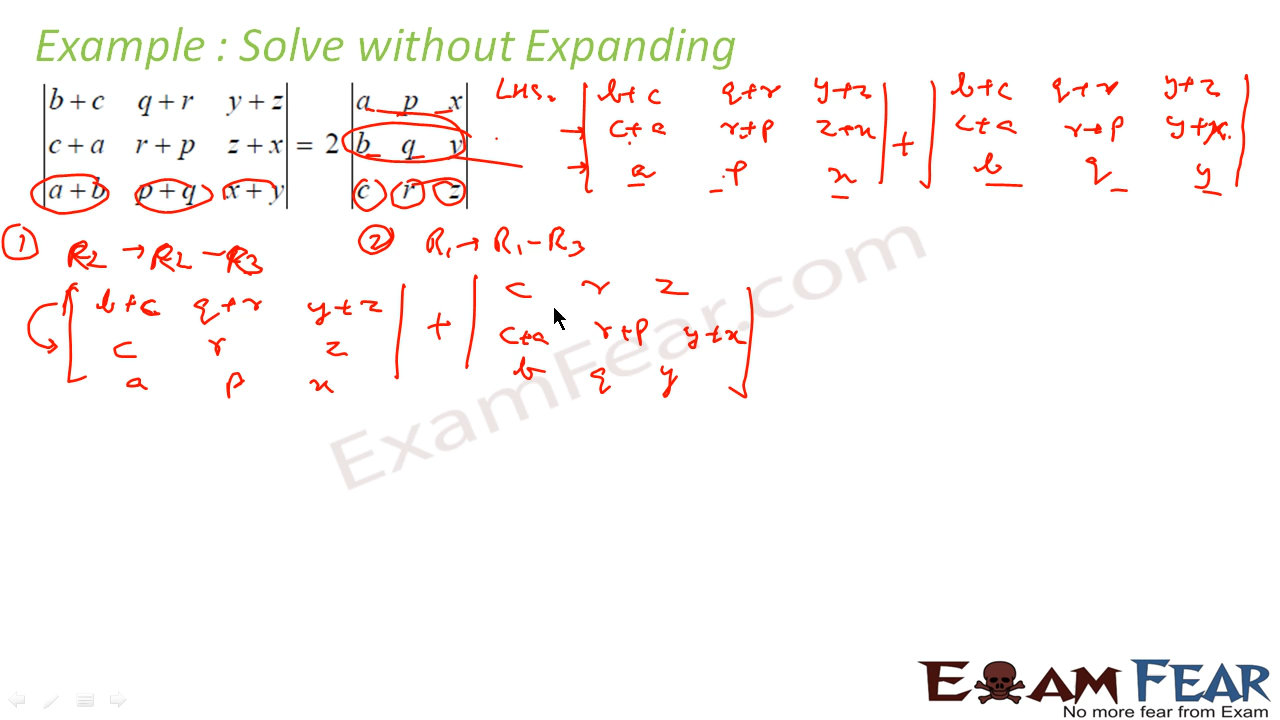 Example : Solve without Expanding
|b + c  q + r  y + z|
|c + a  r + p  z + x| = 2
|a + b  p + q  x + y|
|a  p  x|
|b  q  y|
|c  r  z|
LHS =
|b+c  q+r  y+z|
|c+a  r+p  z+x| +
|a  p  x|
|b+c  q+r  y+z|
|c+a  r+p  y+x|
|b  q  y|
① R2 → R2 – R3
② R1 → R1 – R3
|b+c  q+r  y+z|
|c  r  z| +
|a  p  x|
|c  r  z|
|c+a  r+p  y+x|
|b  q  y|
ExamFear.com
EXAM FEAR
No more fear from Exam